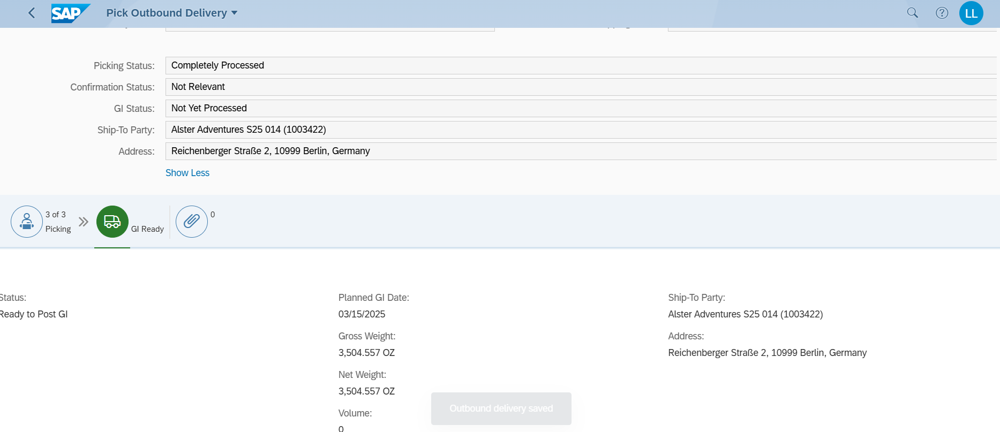 SAP
Pick Outbound Delivery
LL
Picking Status:
Completely Processed
Confirmation Status:
Not Relevant
GI Status:
Not Yet Processed
Ship-To Party:
Alster Adventures S25 014 (1003422)
Address:
Reichenberger Straße 2, 10999 Berlin, Germany
Show Less
3 of 3
Picking
GI Ready
0
Status:
Ready to Post GI
Planned GI Date:
03/15/2025
Gross Weight:
3,504.557 OZ
Net Weight:
3,504.557 OZ
Volume:
0
Ship-To Party:
Alster Adventures S25 014 (1003422)
Address:
Reichenberger Straße 2, 10999 Berlin, Germany
Outbound delivery saved